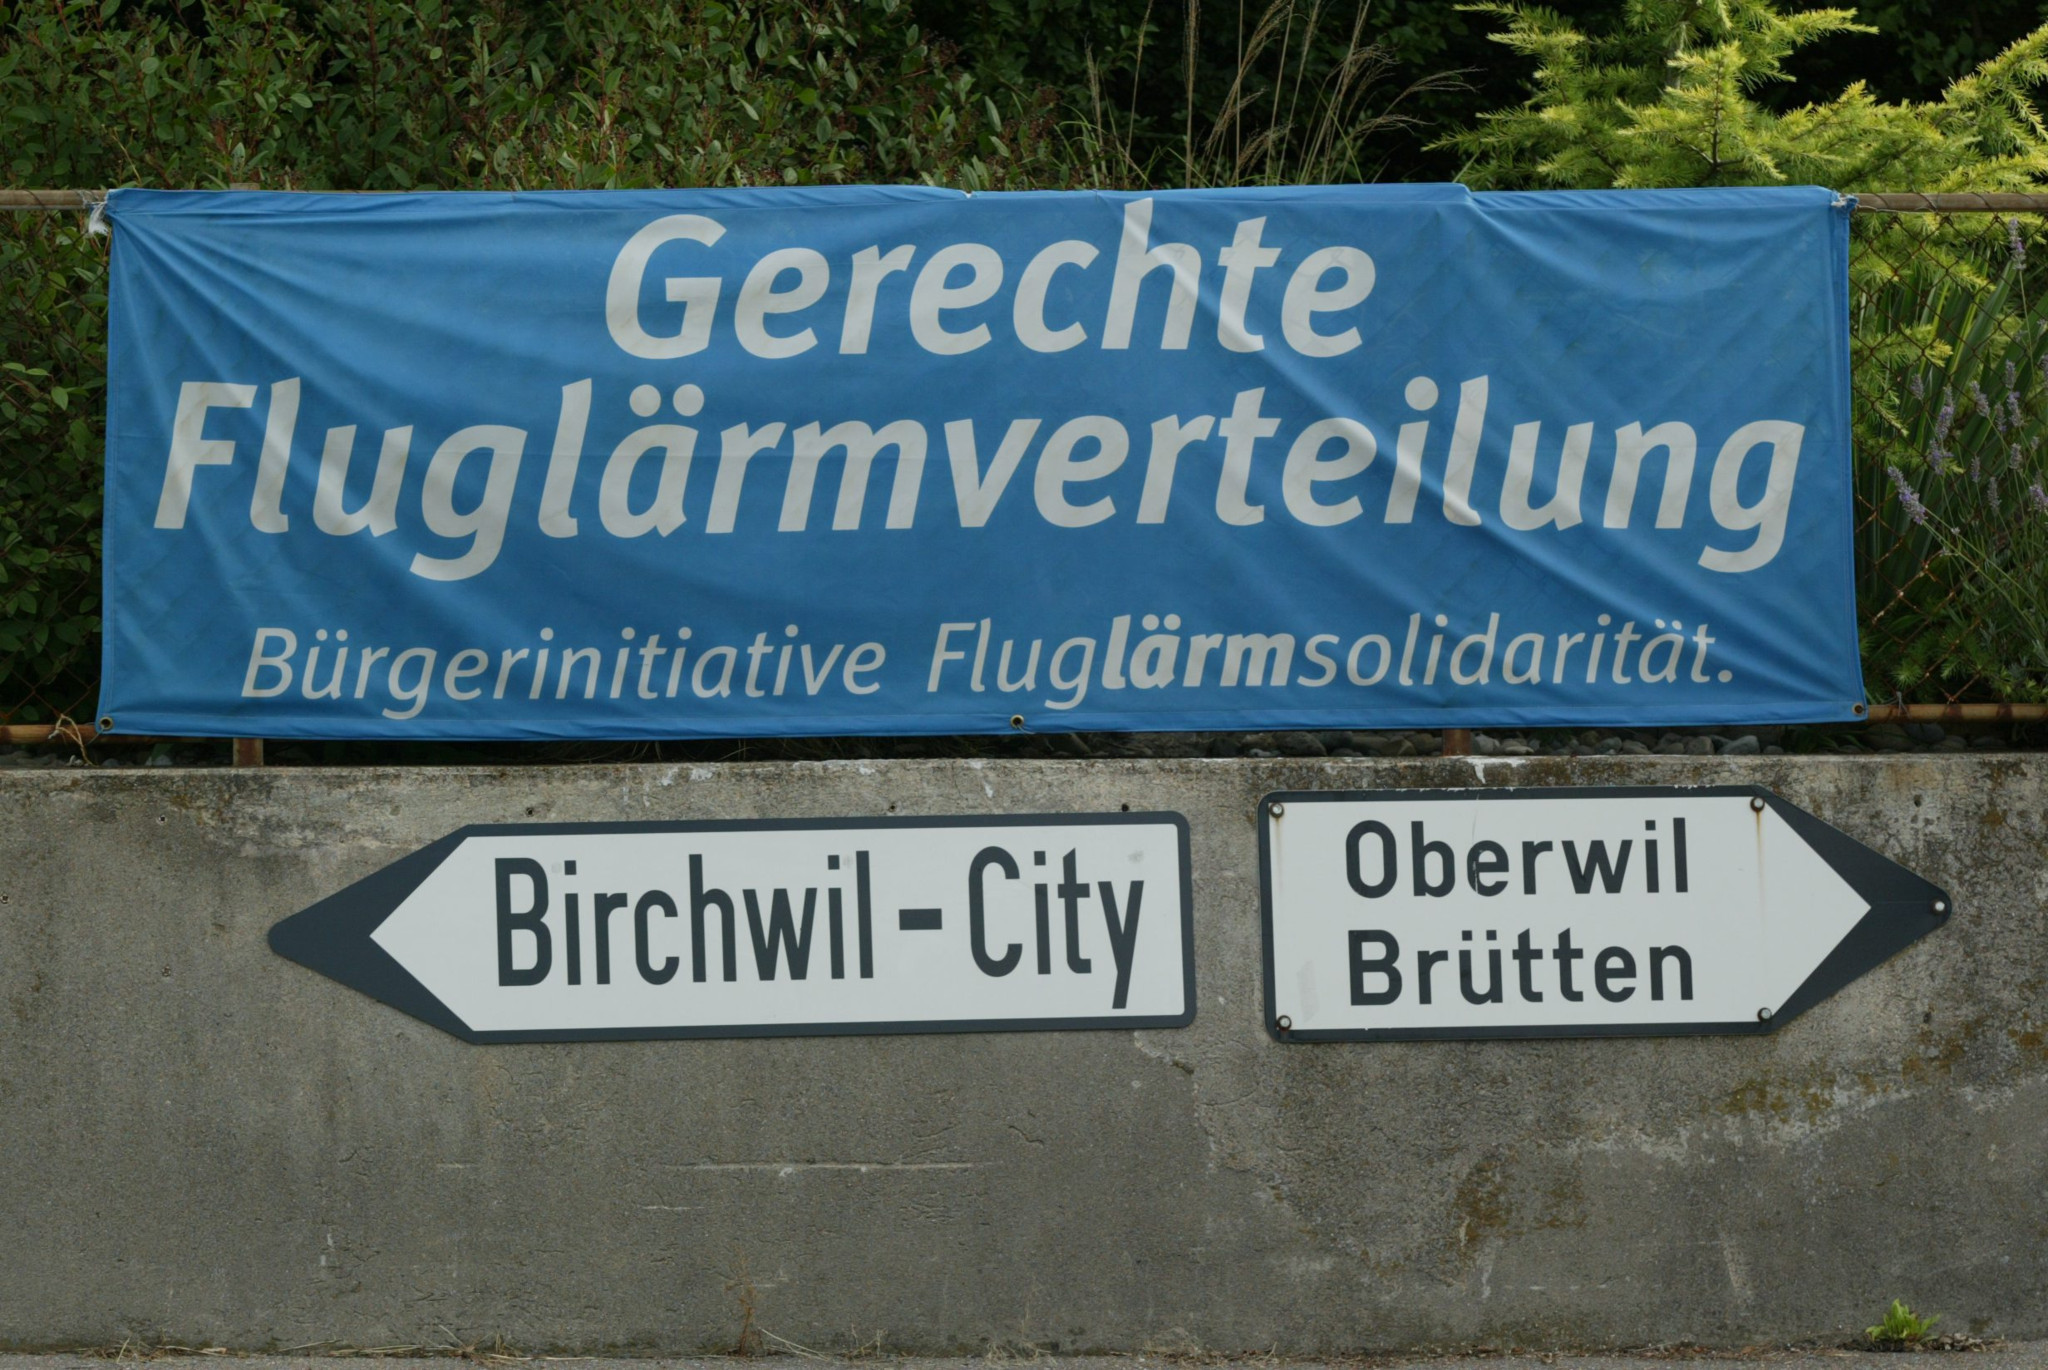 Gerechte
Fluglärmverteilung
Bürgerinitiative Fluglärmsolidarität.
Birchwil - City
Oberwil
Brütten